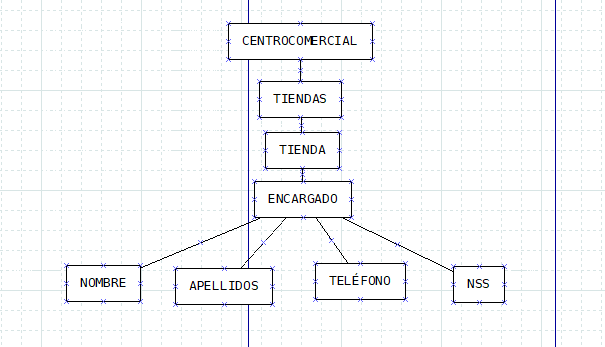 CENTROCOMERCIAL
TIENDAS
TIENDA
ENCARGADO
NOMBRE
APELLIDOS
TELÉFONO
NSS